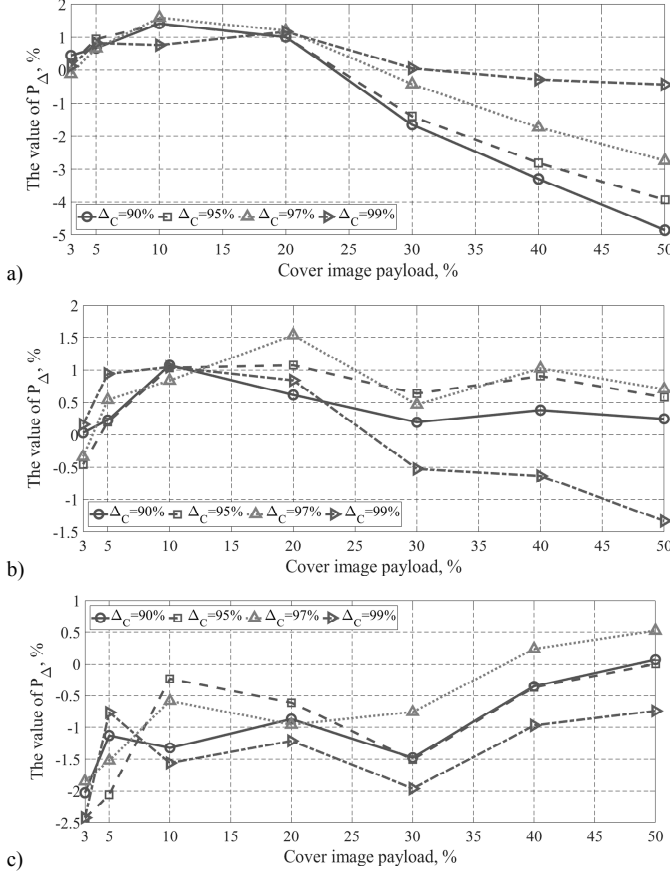 2
1
0
-1
-2
-3
-4
-5
The value of P_Δ, %
Δ_C=90% Δ_C=95% Δ_C=97% Δ_C=99%
3 5 10 15 20 25 30 35 40 45 50
Cover image payload, %
a)
2
1.5
1
0.5
0
-0.5
-1
-1.5
The value of P_Δ, %
Δ_C=90% Δ_C=95% Δ_C=97% Δ_C=99%
3 5 10 15 20 25 30 35 40 45 50
Cover image payload, %
b)
1
0.5
0
-0.5
-1
-1.5
-2
-2.5
The value of P_Δ, %
Δ_C=90% Δ_C=95% Δ_C=97% Δ_C=99%
3 5 10 15 20 25 30 35 40 45 50
Cover image payload, %
c)